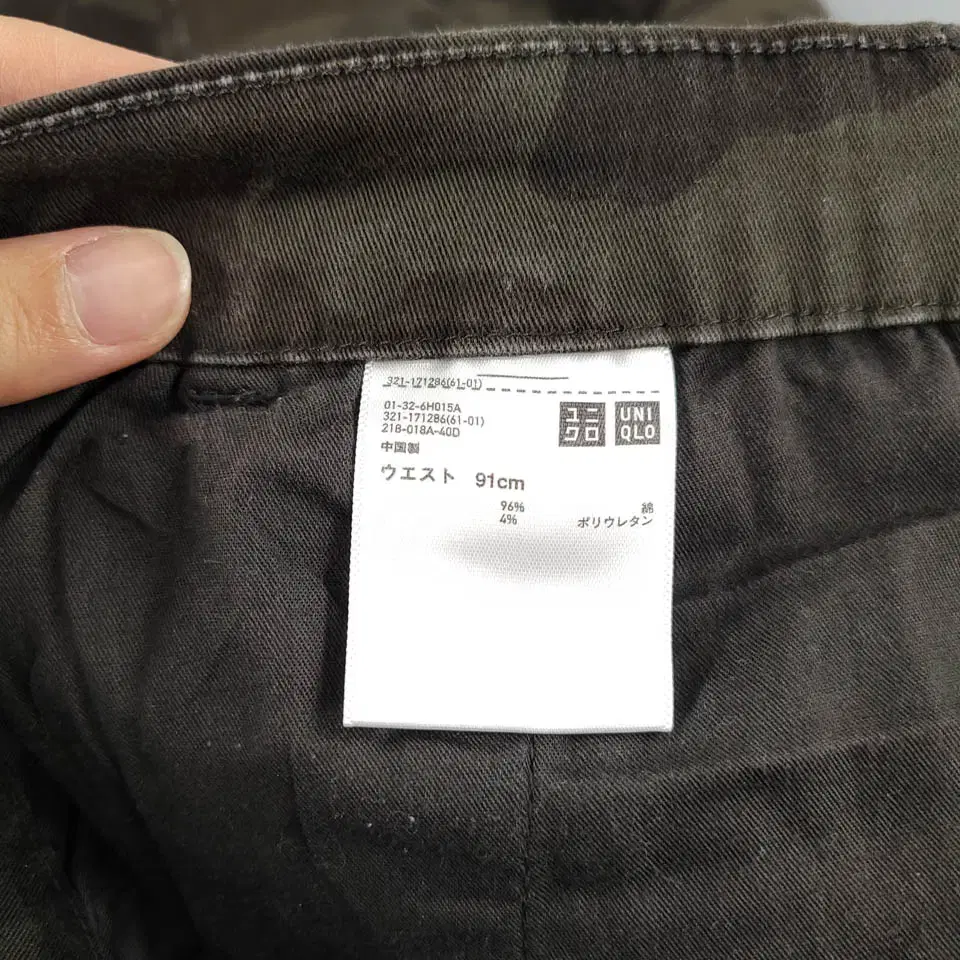 321-171286(61-01)
01-32-6H015A
321-171286(61-01)
218-018A-40D
ユニ
クロ
UNI
QLO
中国製
ウエスト 91cm
96% 綿
4% ポリウレタン